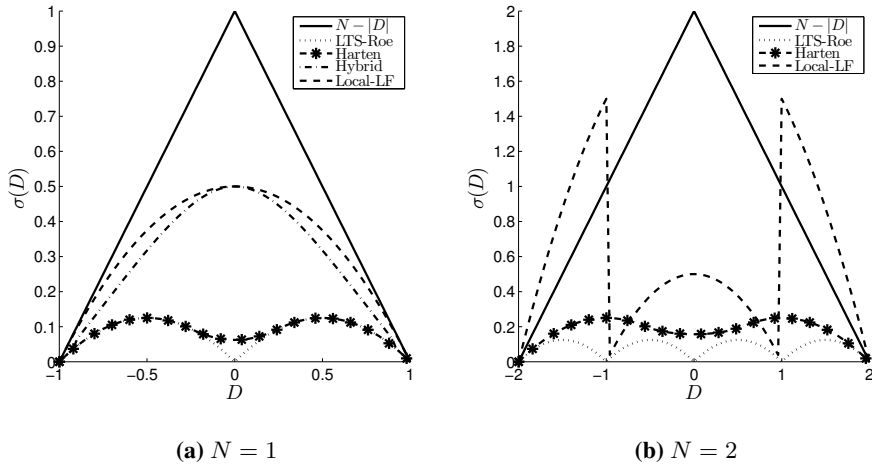 1
0.9
0.8
0.7
0.6
0.5
0.4
0.3
0.2
0.1
0
σ(D)
−1
−0.5
0
0.5
1
D
N − |D|
LTS-Roe
Harten
Hybrid
Local-LF
(a) N = 1
2
1.8
1.6
1.4
1.2
1
0.8
0.6
0.4
0.2
0
σ(D)
−2
−1
0
1
2
D
N − |D|
LTS-Roe
Harten
Local-LF
(b) N = 2